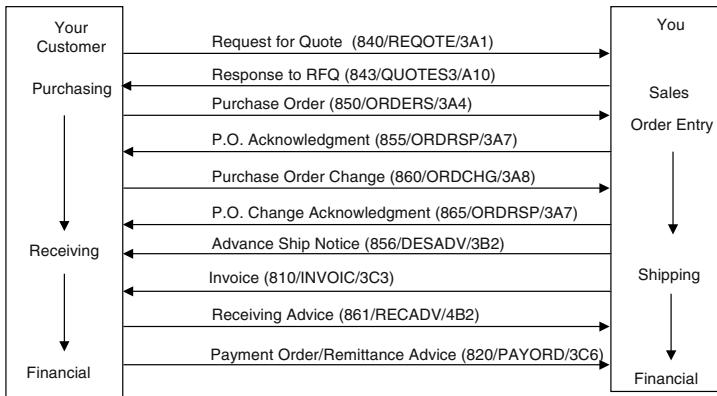 Your
Customer
Purchasing
Receiving
Financial
Request for Quote (840/REQOTE/3A1)
Response to RFQ (843/QUOTES3/A10)
Purchase Order (850/ORDERS/3A4)
P.O. Acknowledgment (855/ORDRSP/3A7)
Purchase Order Change (860/ORDCHG/3A8)
P.O. Change Acknowledgment (865/ORDRSP/3A7)
Advance Ship Notice (856/DESADV/3B2)
Invoice (810/INVOIC/3C3)
Receiving Advice (861/RECADV/4B2)
Payment Order/Remittance Advice (820/PAYORD/3C6)
You
Sales
Order Entry
Shipping
Financial